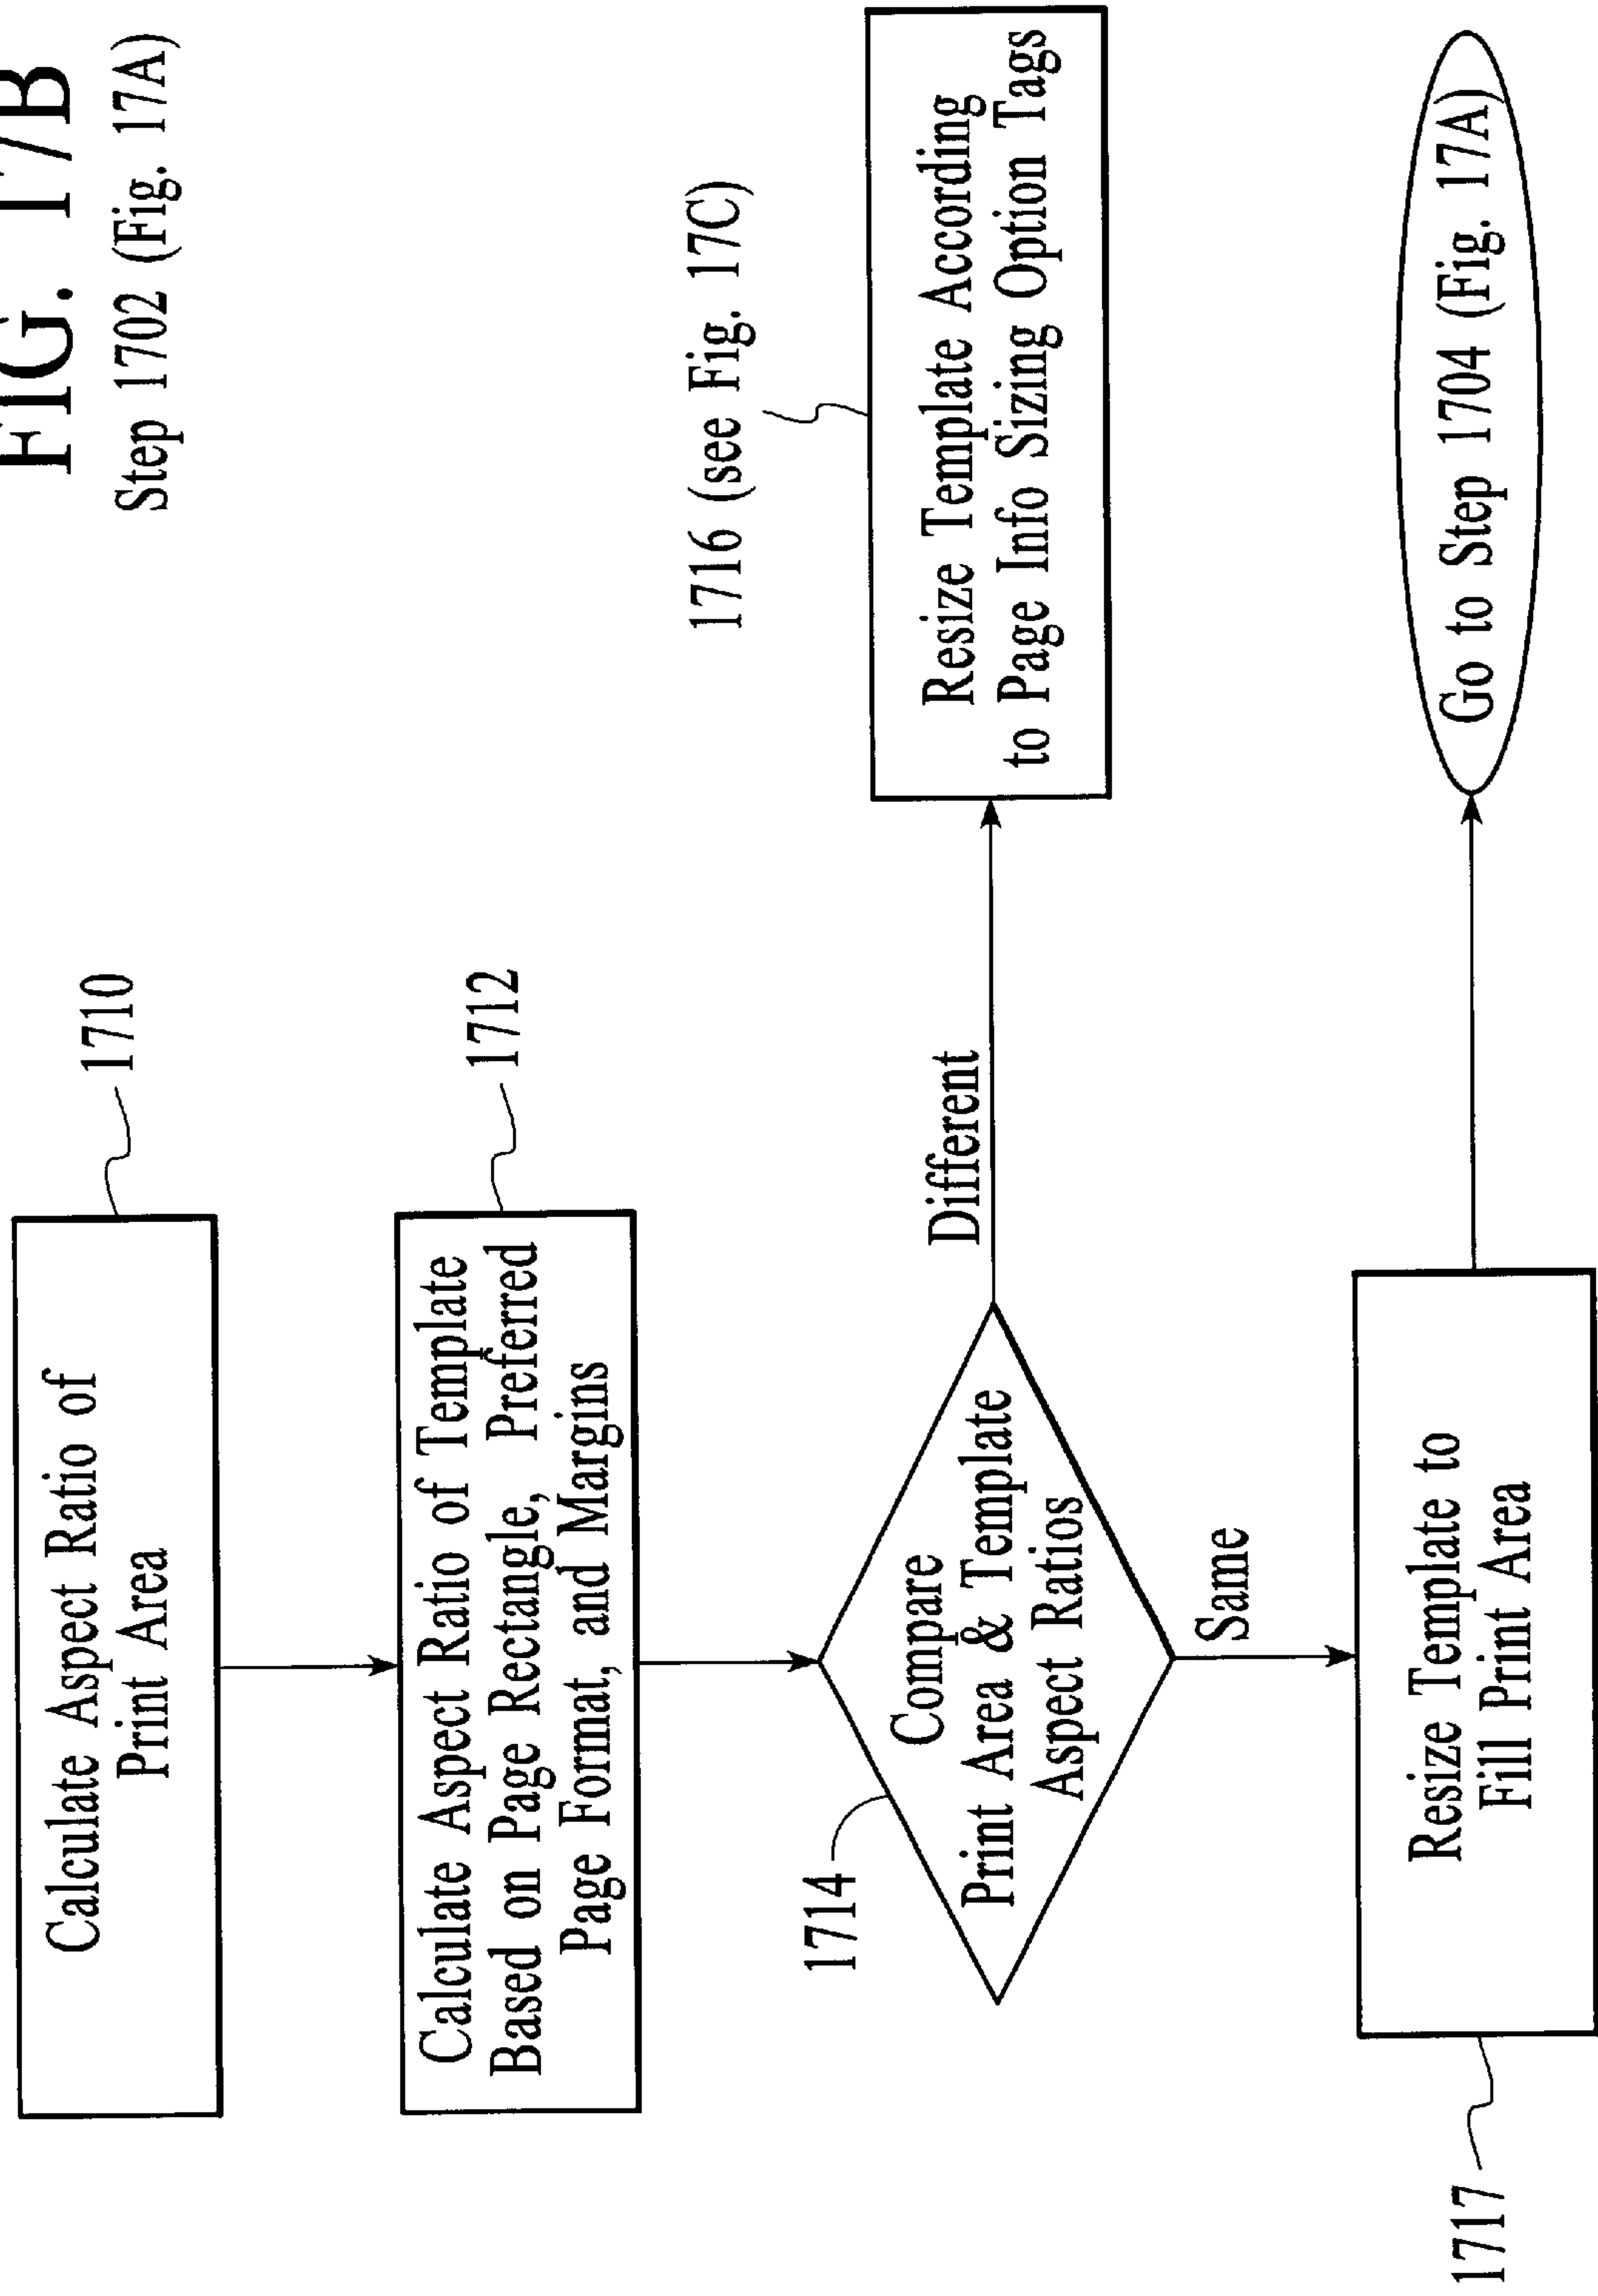 FIG. 17B
Step 1702 (Fig. 17A)
Calculate Aspect Ratio of
Print Area
1710
Calculate Aspect Ratio of Template
Based on Page Rectangle, Preferred
Page Format, and Margins
1712
1714
Compare
Print Area & Template
Aspect Ratios
Different
1716 (see Fig. 17C)
Resize Template According
to Page Info Sizing Option Tags
Same
1717
Resize Template to
Fill Print Area
Go to Step 1704 (Fig. 17A)